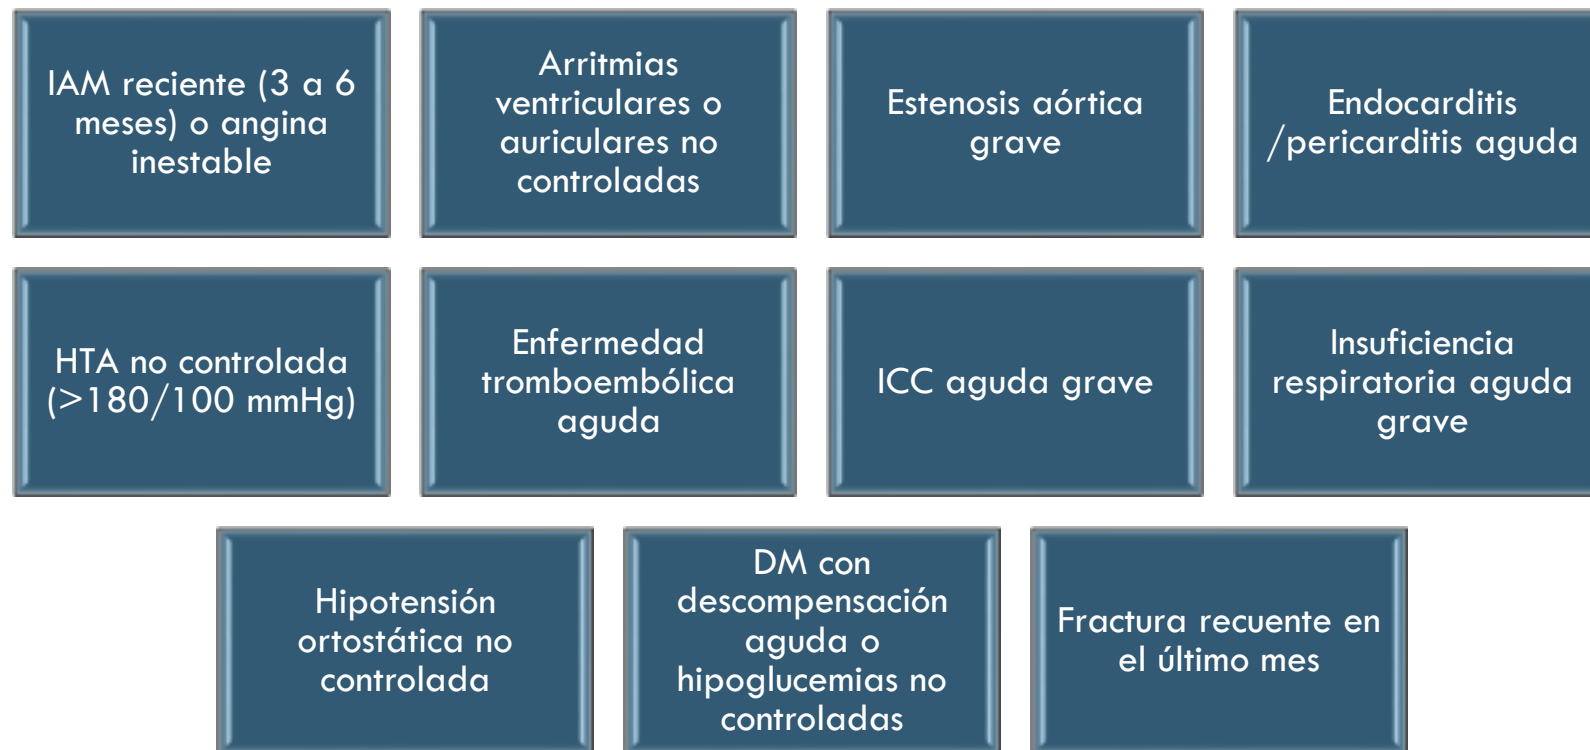 IAM reciente (3 a 6
meses) o angina
inestable
Arritmias
ventriculares o
auriculares no
controladas
Estenosis aórtica
grave
Endocarditis
/pericarditis aguda
HTA no controlada
(>180/100 mmHg)
Enfermedad
tromboembólica
aguda
ICC aguda grave
Insuficiencia
respiratoria aguda
grave
Hipotensión
ortostática no
controlada
DM con
descompensación
aguda o
hipoglucemias no
controladas
Fractura recuente en
el último mes